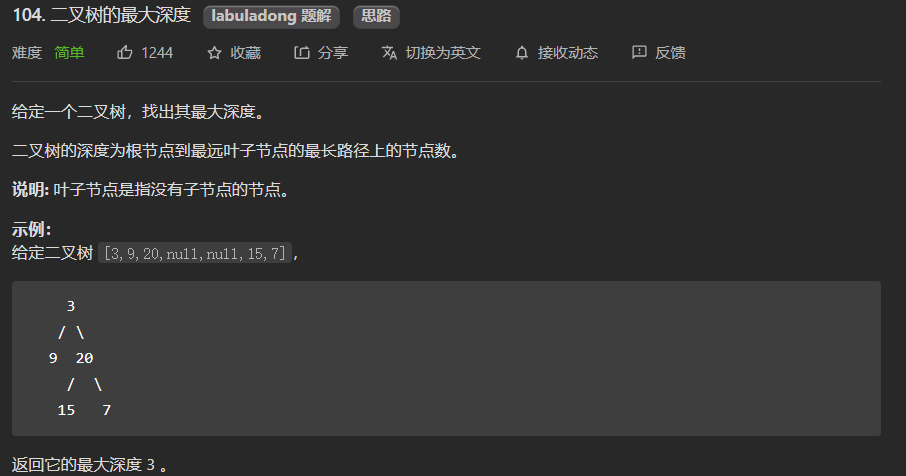 104. 二叉树的最大深度 labuladong 题解 思路
难度 简单 1244 收藏 分享 切换为英文 接收动态 反馈
给定一个二叉树，找出其最大深度。
二叉树的深度为根节点到最远叶子节点的最长路径上的节点数。
说明: 叶子节点是指没有子节点的节点。
示例：
给定二叉树 [3,9,20,null,null,15,7]，
3
/ \
9 20
/ \
15 7
返回它的最大深度 3 。